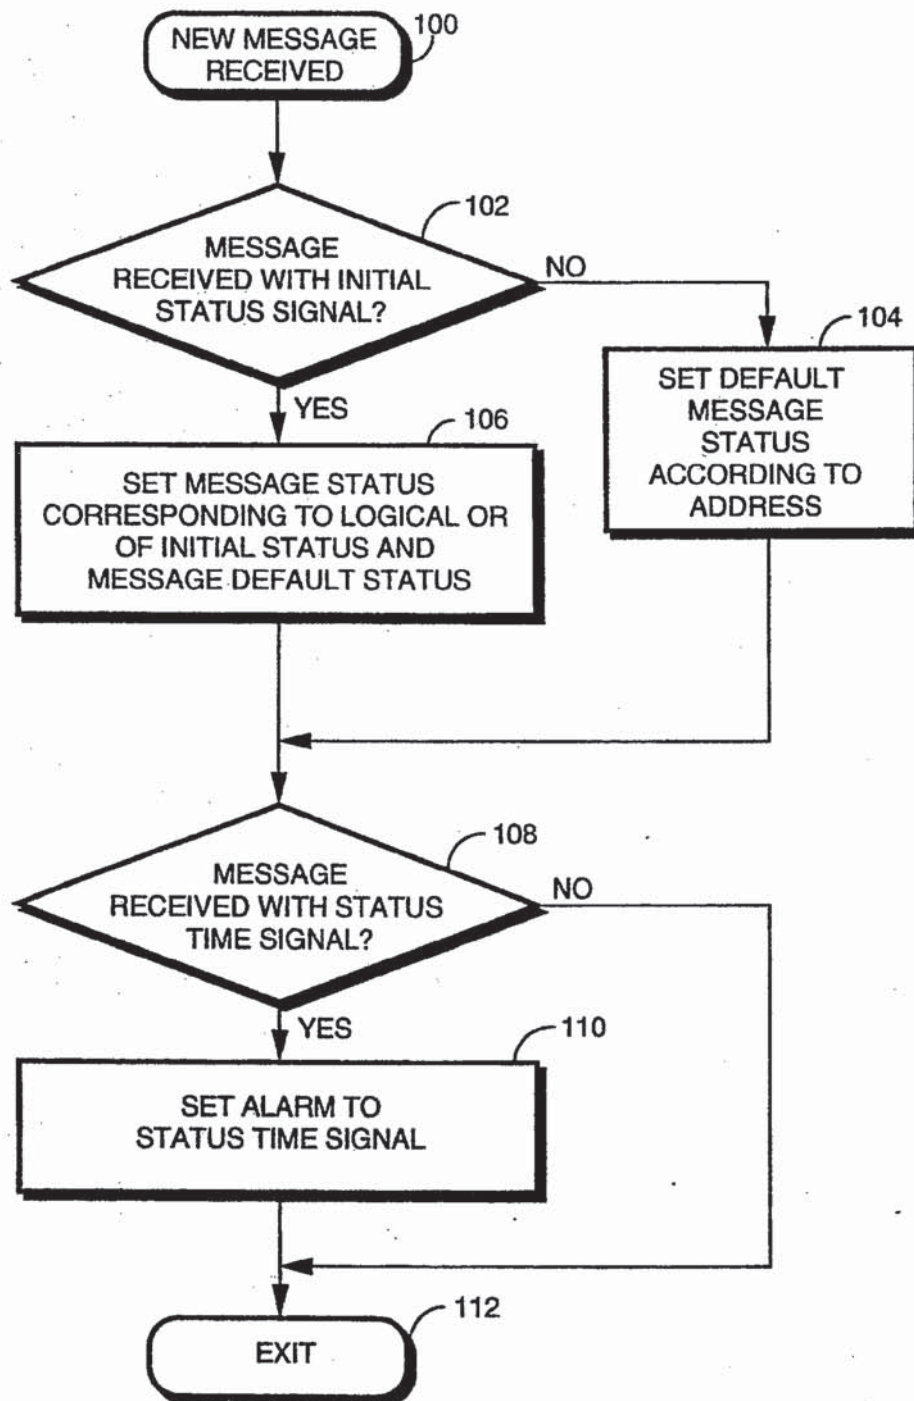 NEW MESSAGE
RECEIVED
100
102
MESSAGE
RECEIVED WITH INITIAL
STATUS SIGNAL?
NO
YES
104
SET DEFAULT
MESSAGE
STATUS
ACCORDING TO
ADDRESS
106
SET MESSAGE STATUS
CORRESPONDING TO LOGICAL OR
OF INITIAL STATUS AND
MESSAGE DEFAULT STATUS
108
MESSAGE
RECEIVED WITH STATUS
TIME SIGNAL?
NO
YES
110
SET ALARM TO
STATUS TIME SIGNAL
112
EXIT